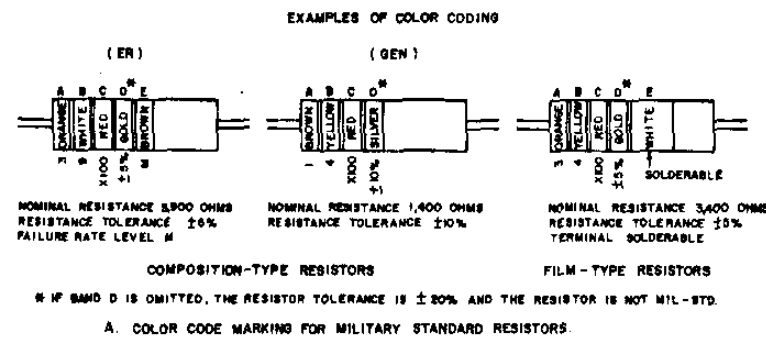 EXAMPLES OF COLOR CODING
(ER) (GEN)
A B C D * E A B C D * A B C D * E
ORANGE WHITE RED GOLD BROWN BROWN YELLOW RED SILVER ORANGE YELLOW RED GOLD WHITE
3 9 X100 ±5% M 1 4 X100 ±10% 3 4 X100 ±5% SOLDERABLE
NOMINAL RESISTANCE 3,900 OHMS NOMINAL RESISTANCE 1,400 OHMS NOMINAL RESISTANCE 3,400 OHMS
RESISTANCE TOLERANCE ±5% RESISTANCE TOLERANCE ±10% RESISTANCE TOLERANCE ±5%
FAILURE RATE LEVEL M TERMINAL SOLDERABLE
COMPOSITION-TYPE RESISTORS FILM-TYPE RESISTORS
* IF BAND D IS OMITTED, THE RESISTOR TOLERANCE IS ±20% AND THE RESISTOR IS NOT MIL-STD.
A. COLOR CODE MARKING FOR MILITARY STANDARD RESISTORS.